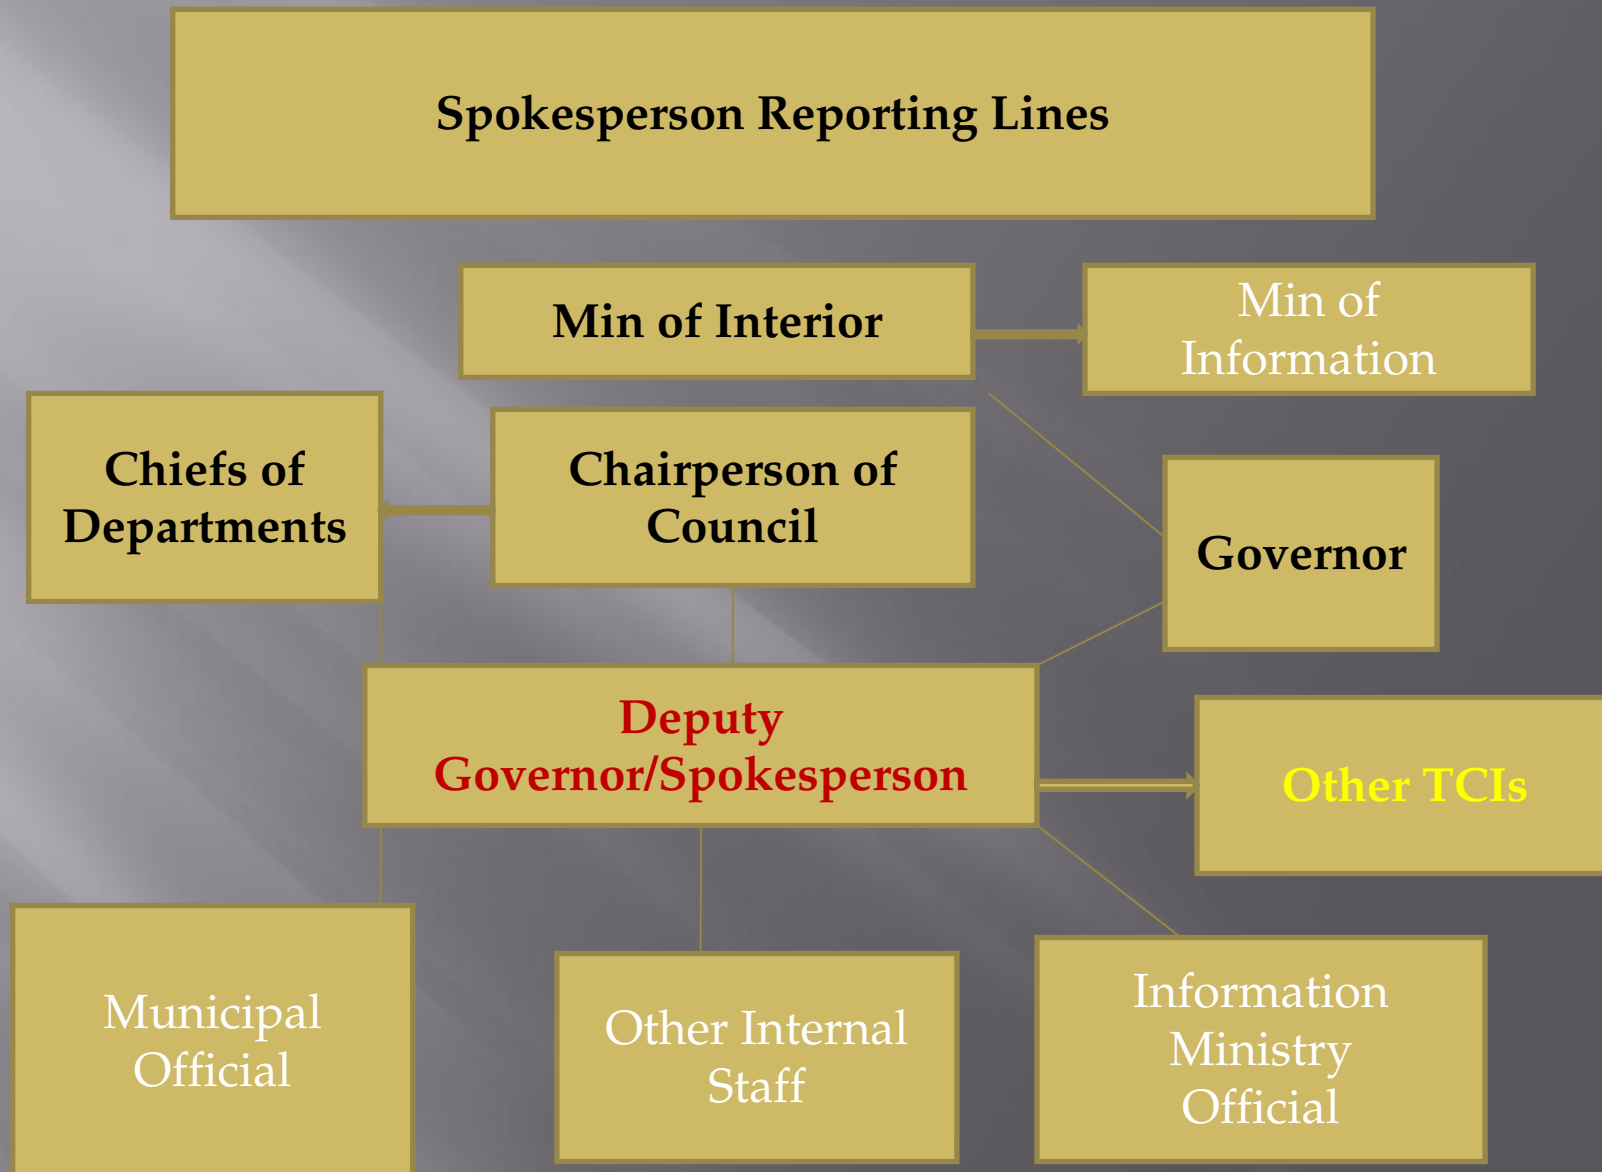 Spokesperson Reporting Lines
Min of Interior
Min of
Information
Chiefs of
Departments
Chairperson of
Council
Governor
Deputy
Governor/Spokesperson
Other TCIs
Municipal
Official
Other Internal
Staff
Information
Ministry
Official